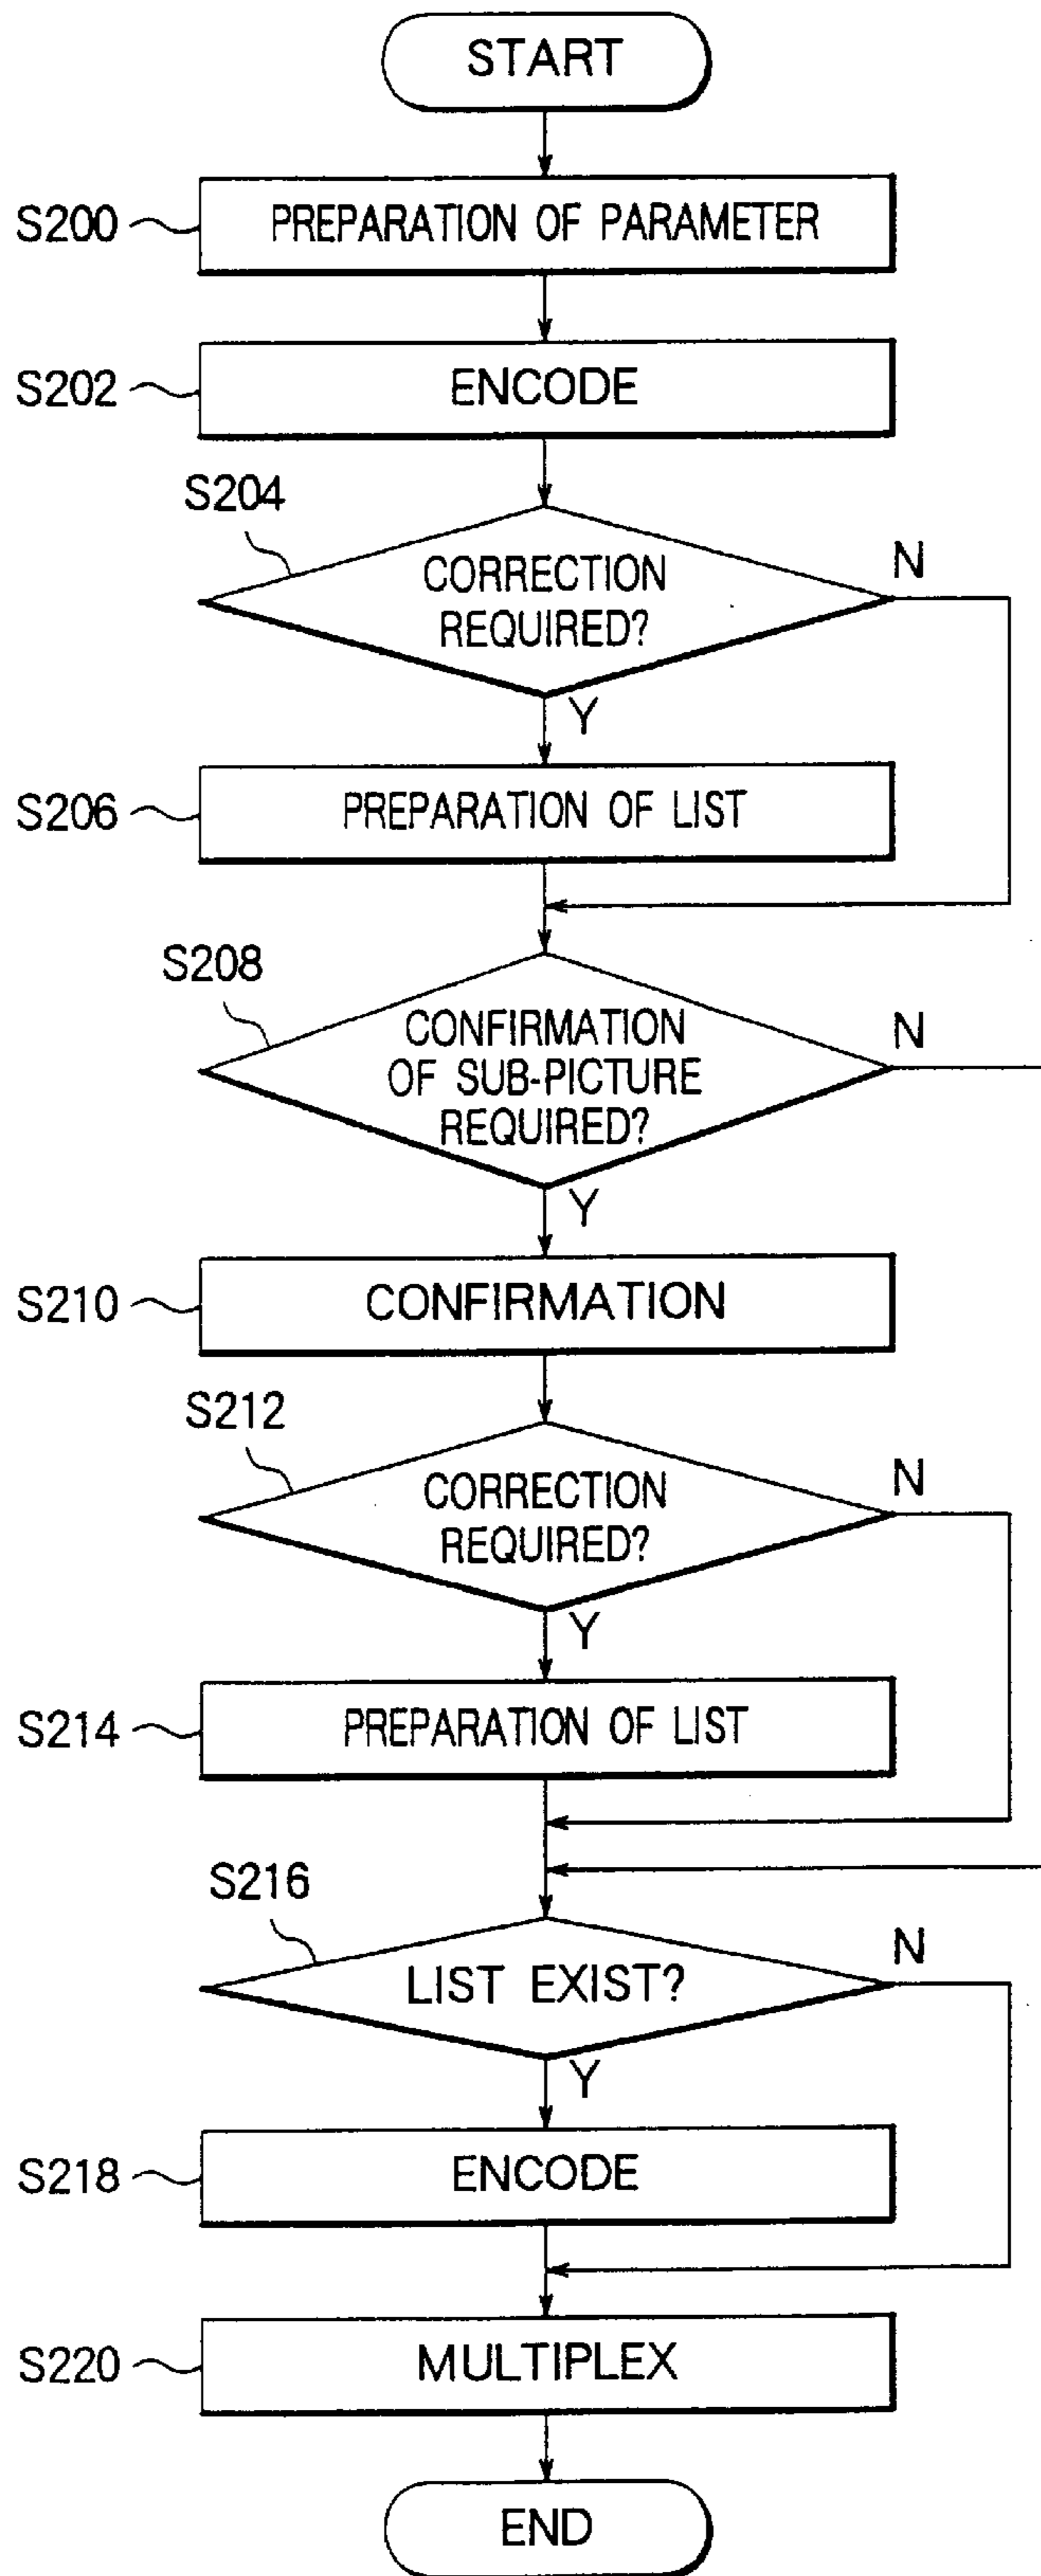 START
S200
PREPARATION OF PARAMETER
S202
ENCODE
S204
CORRECTION
REQUIRED?
N
Y
S206
PREPARATION OF LIST
S208
CONFIRMATION
OF SUB-PICTURE
REQUIRED?
N
Y
S210
CONFIRMATION
S212
CORRECTION
REQUIRED?
N
Y
S214
PREPARATION OF LIST
S216
LIST EXIST?
N
Y
S218
ENCODE
S220
MULTIPLEX
END